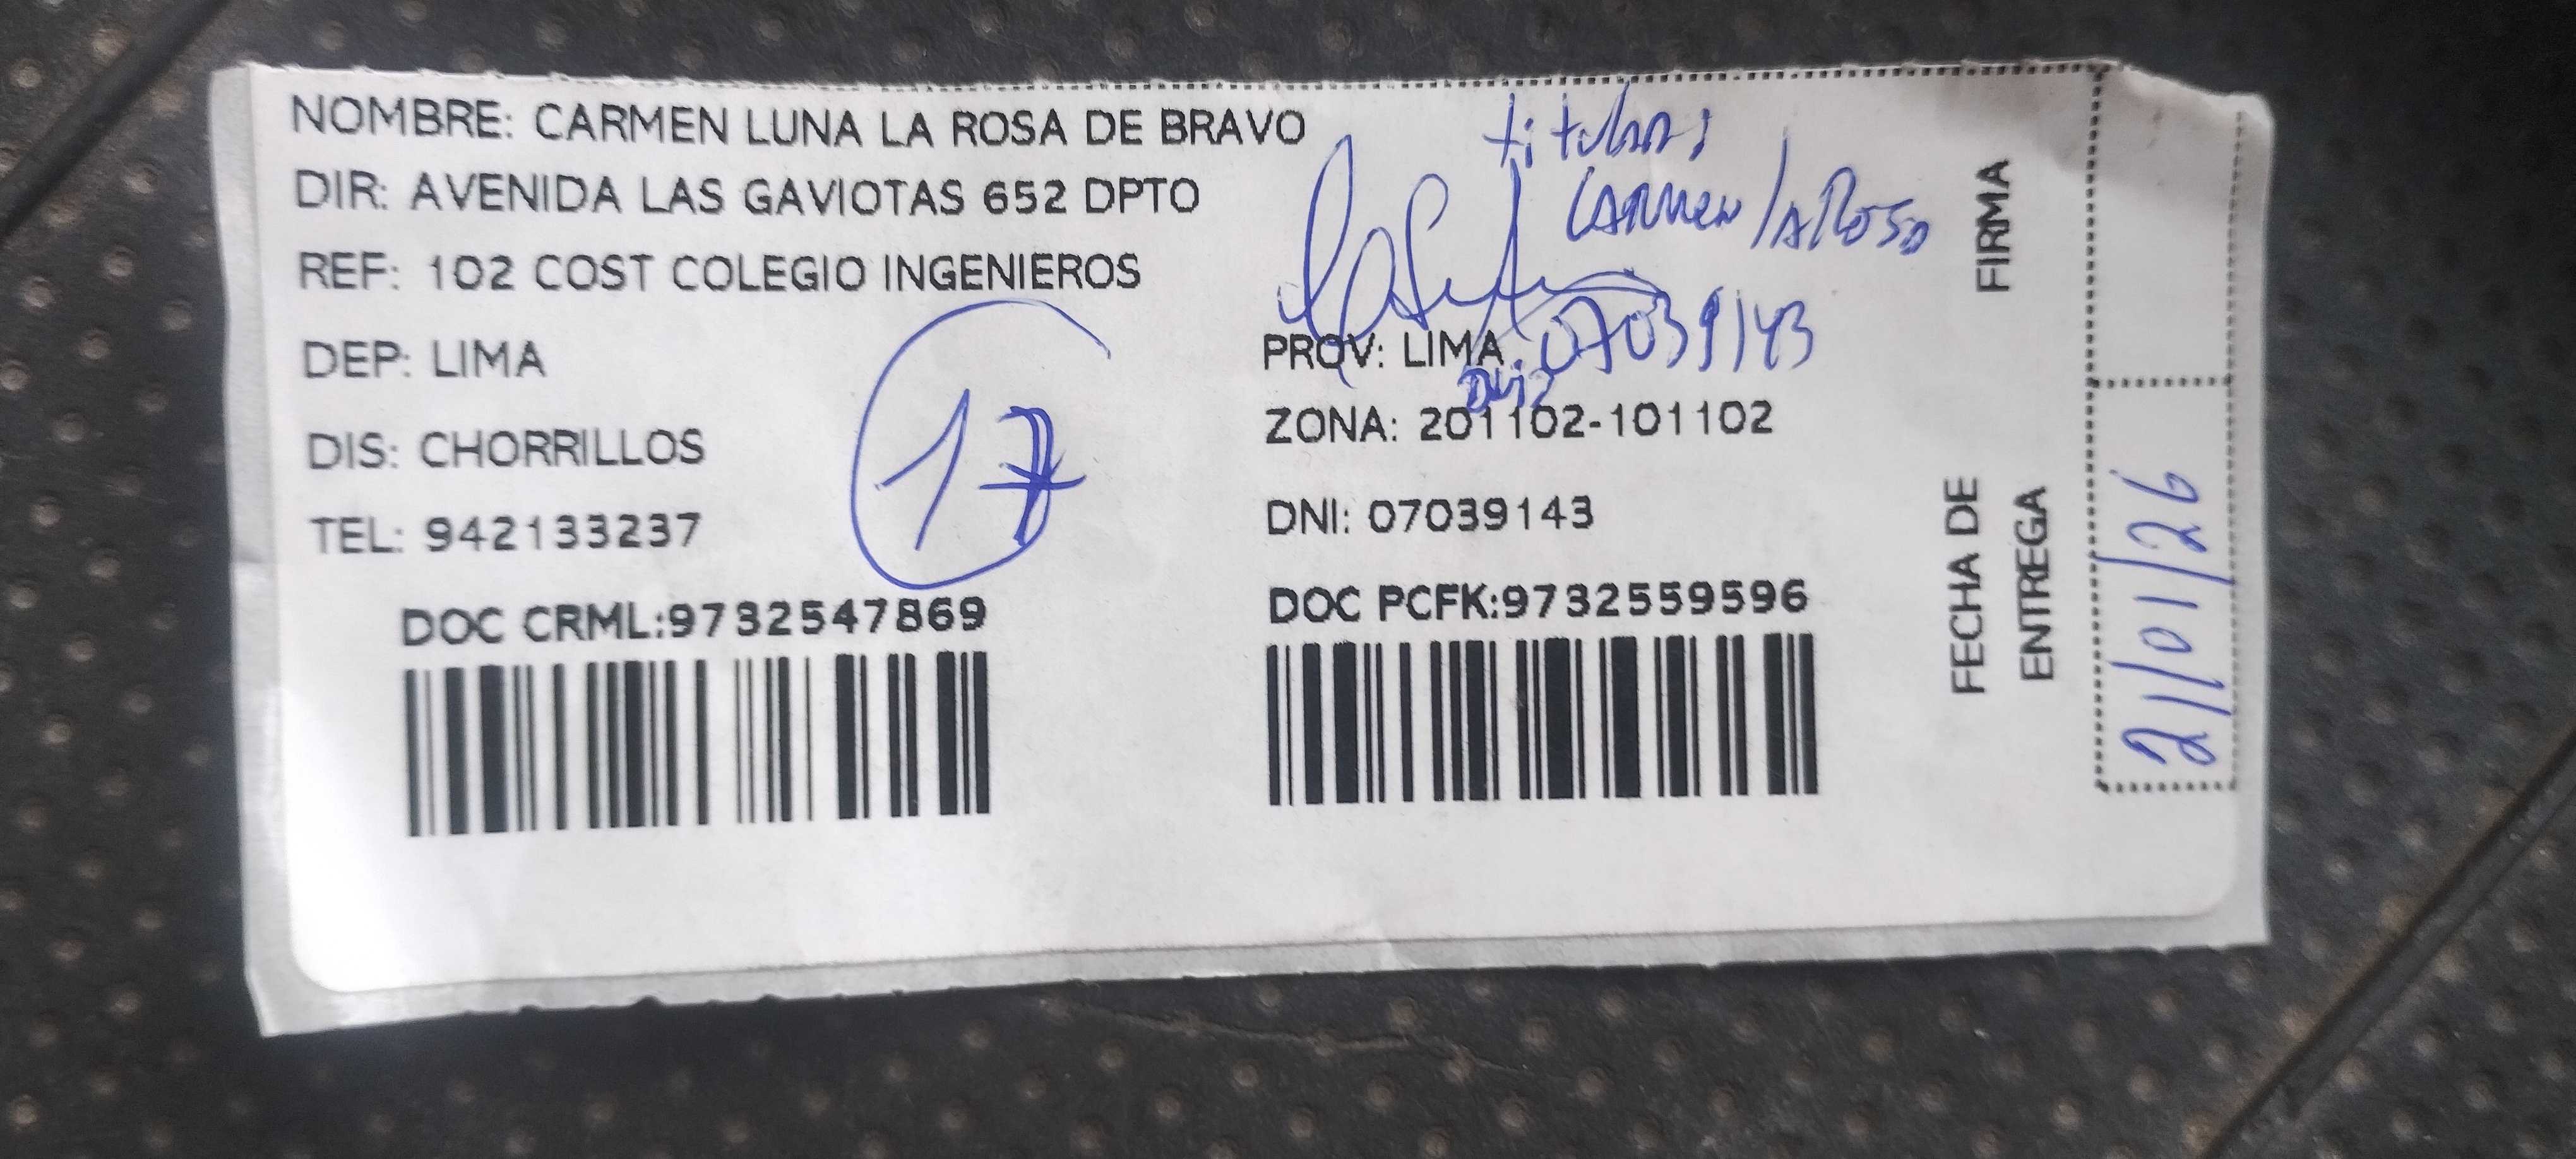 NOMBRE: CARMEN LUNA LA ROSA DE BRAVO
DIR: AVENIDA LAS GAVIOTAS 652 DPTO
REF: 102 COST COLEGIO INGENIEROS
DEP: LIMA
DIS: CHORRILLOS
TEL: 942133237
17
titular
Carmen la Rosa
07039143
PROV: LIMA
ZONA: 201102-101102
DNI: 07039143
DOC CRML:9732547869
DOC PCFK:9732559596
FIRMA
FECHA DE
ENTREGA
21/01/26